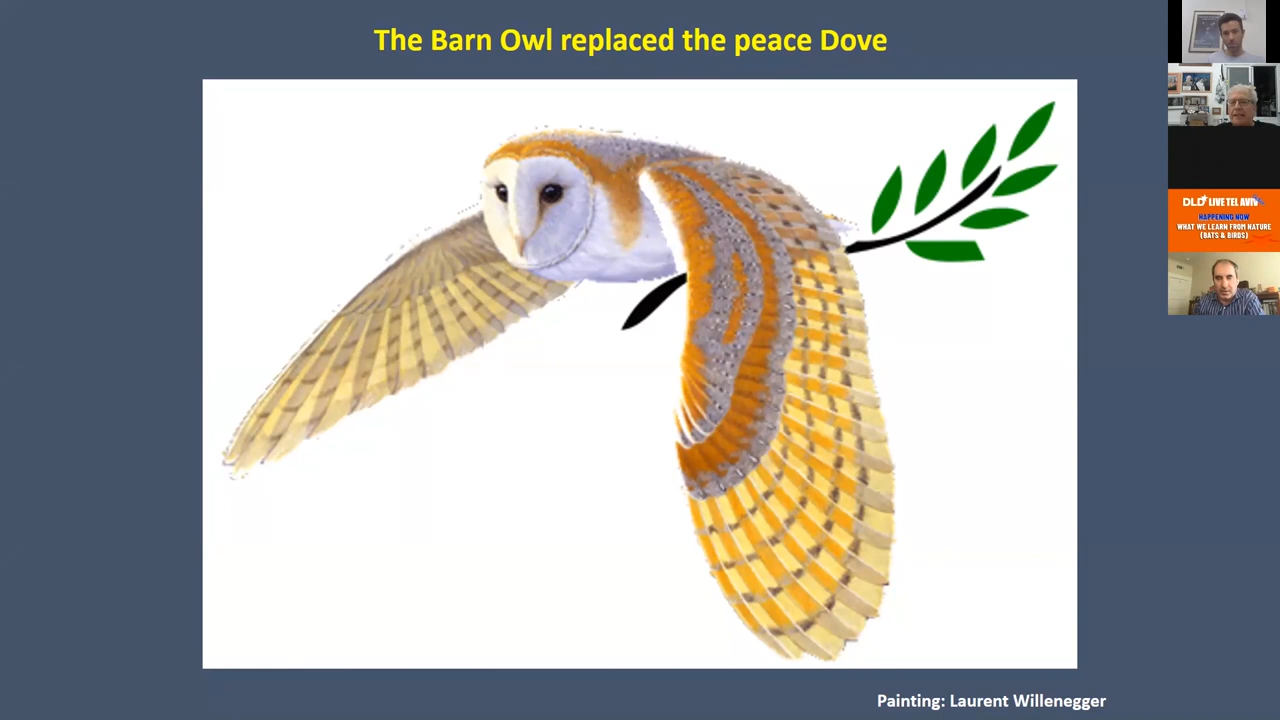 The Barn Owl replaced the peace Dove
DLD LIVE TEL AVIV
HAPPENING NOW
WHAT WE LEARN FROM NATURE
(BATS & BIRDS)
Painting: Laurent Willenegger